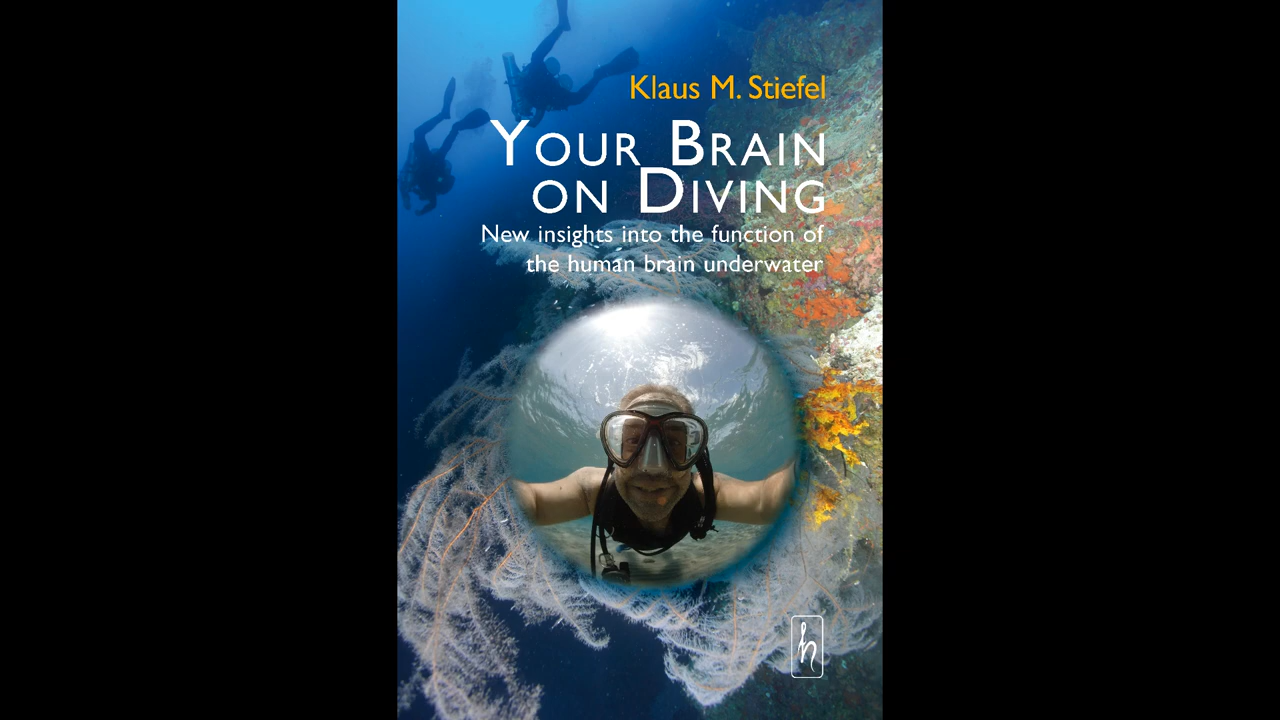 Klaus M. Stiefel
YOUR BRAIN
ON DIVING
New insights into the function of
the human brain underwater
h